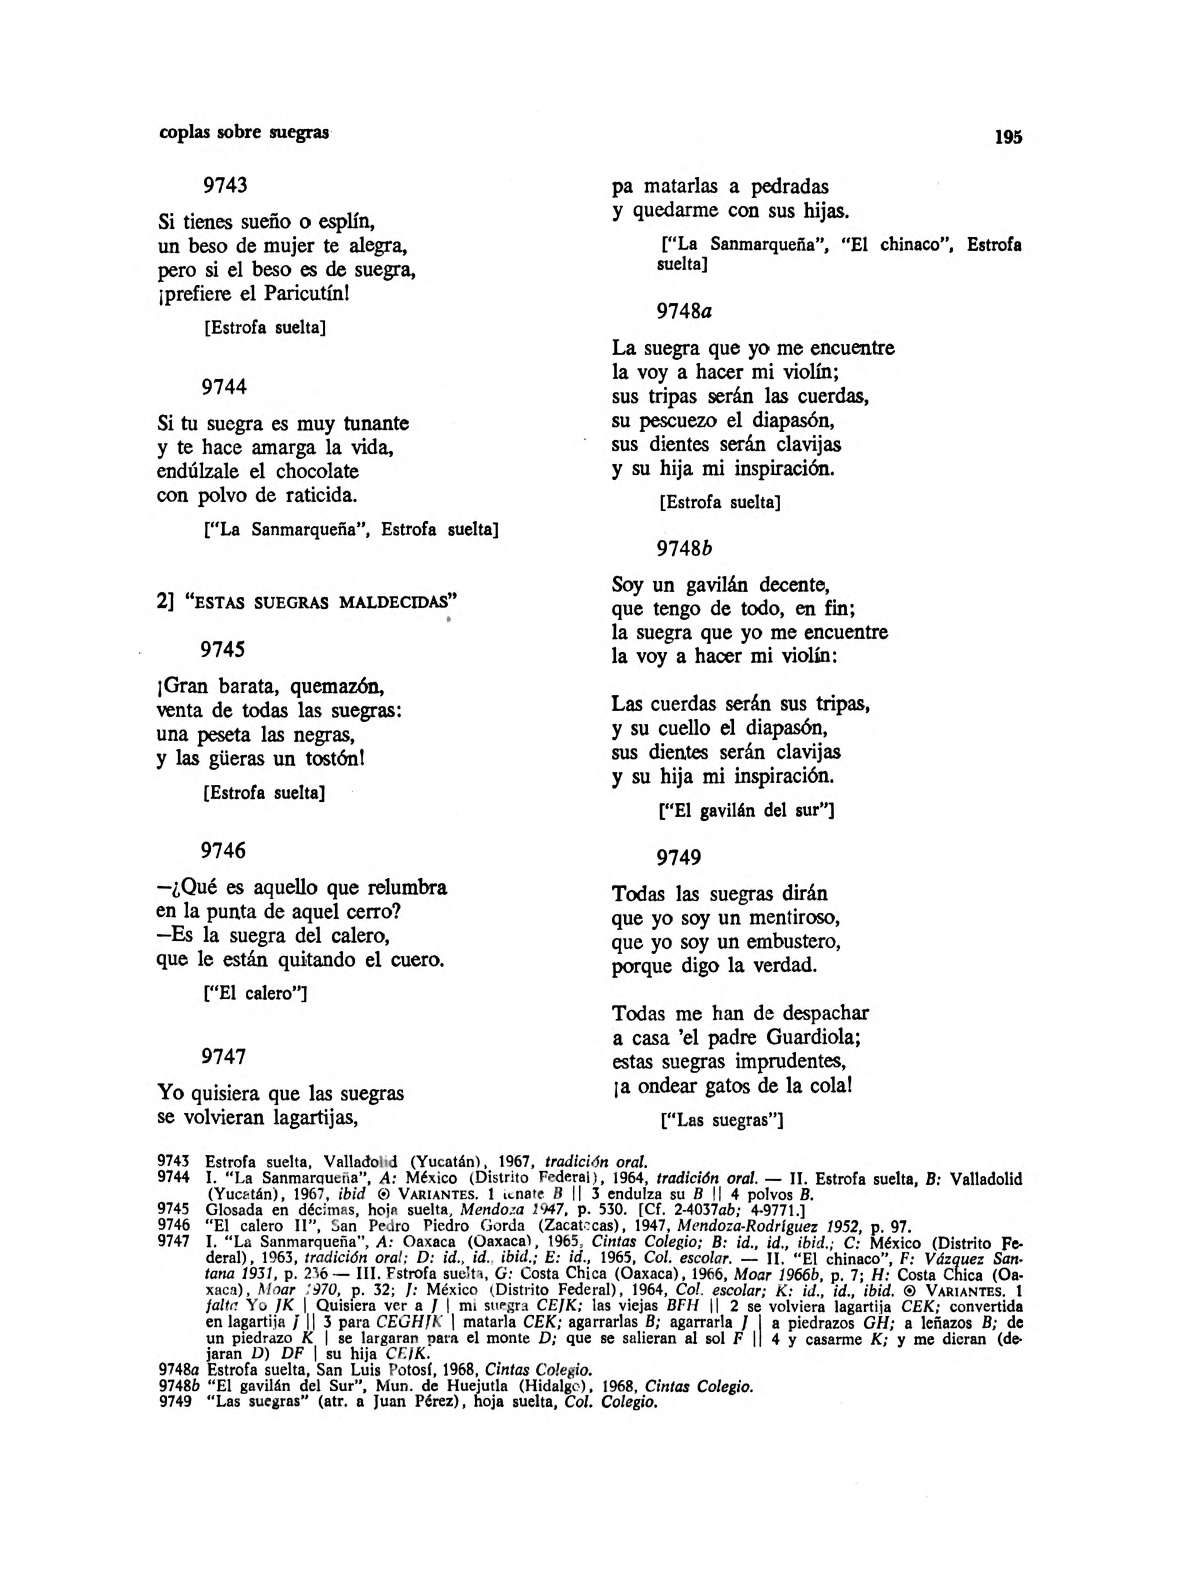 coplas sobre suegras
195
9743
Si tienes sueño o esplín,
un beso de mujer te alegra,
pero si el beso es de suegra,
¡prefiere el Paricutín!
[Estrofa suelta]
9744
Si tu suegra es muy tunante
y te hace amarga la vida,
endúlzale el chocolate
con polvo de raticida.
["La Sanmarqueña", Estrofa suelta]
2] "ESTAS SUEGRAS MALDECIDAS"
9745
¡Gran barata, quemazón,
venta de todas las suegras:
una peseta las negras,
y las güeras un tostón!
[Estrofa suelta]
9746
—¿Qué es aquello que relumbra
en la punta de aquel cerro?
—Es la suegra del calero,
que le están quitando el cuero.
["El calero"]
9747
Yo quisiera que las suegras
se volvieran lagartijas,
pa matarlas a pedradas
y quedarme con sus hijas.
["La Sanmarqueña", "El chinaco", Estrofa
suelta]
9748a
La suegra que yo me encuentre
la voy a hacer mi violín;
sus tripas serán las cuerdas,
su pescuezo el diapasón,
sus dientes serán clavijas
y su hija mi inspiración.
[Estrofa suelta]
9748b
Soy un gavilán decente,
que tengo de todo, en fin;
la suegra que yo me encuentre
la voy a hacer mi violín:
Las cuerdas serán sus tripas,
y su cuello el diapasón,
sus dientes serán clavijas
y su hija mi inspiración.
["El gavilán del sur"]
9749
Todas las suegras dirán
que yo soy un mentiroso,
que yo soy un embustero,
porque digo la verdad.
Todas me han de despachar
a casa 'el padre Guardiola;
estas suegras imprudentes,
¡a ondear gatos de la cola!
["Las suegras"]
9743 Estrofa suelta, Valladolid (Yucatán), 1967, tradición oral.
9744 I. "La Sanmarqueña", A: México (Distrito Federal), 1964, tradición oral. — II. Estrofa suelta, B: Valladolid
(Yucatán), 1967, ibid ⊙ VARIANTES. 1 tenate B || 3 endulza su B || 4 polvos B.
9745 Glosada en décimas, hoja suelta, Mendoza 1947, p. 530. [Cf. 2-4037ab; 4-9771.]
9746 "El calero II", San Pedro Piedro Gorda (Zacatecas), 1947, Mendoza-Rodríguez 1952, p. 97.
9747 I. "La Sanmarqueña", A: Oaxaca (Oaxaca), 1965, Cintas Colegio; B: id., id., ibid.; C: México (Distrito Fe-
deral), 1963, tradición oral; D: id., id., ibid.; E: id., 1965, Col. escolar. — II. "El chinaco", F: Vázquez San-
tana 1931, p. 236 — III. Estrofa suelta, G: Costa Chica (Oaxaca), 1966, Moar 1966b, p. 7; H: Costa Chica (Oa-
xaca), Moar 1970, p. 32; J: México (Distrito Federal), 1964, Col. escolar; K: id., id., ibid. ⊙ VARIANTES. 1
falta Yo JK | Quisiera ver a J | mi suegra CEJK; las viejas BFH || 2 se volviera lagartija CEK; convertida
en lagartija J || 3 para CEGHJK | matarla CEK; agarrarlas B; agarrarla J | a piedrazos GH; a leñazos B; de
un piedrazo K | se largaran para el monte D; que se salieran al sol F || 4 y casarme K; y me dieran (de-
jaran D) DF | su hija CEJK.
9748a Estrofa suelta, San Luis Potosí, 1968, Cintas Colegio.
9748b "El gavilán del Sur", Mun. de Huejutla (Hidalgo), 1968, Cintas Colegio.
9749 "Las suegras" (atr. a Juan Pérez), hoja suelta, Col. Colegio.